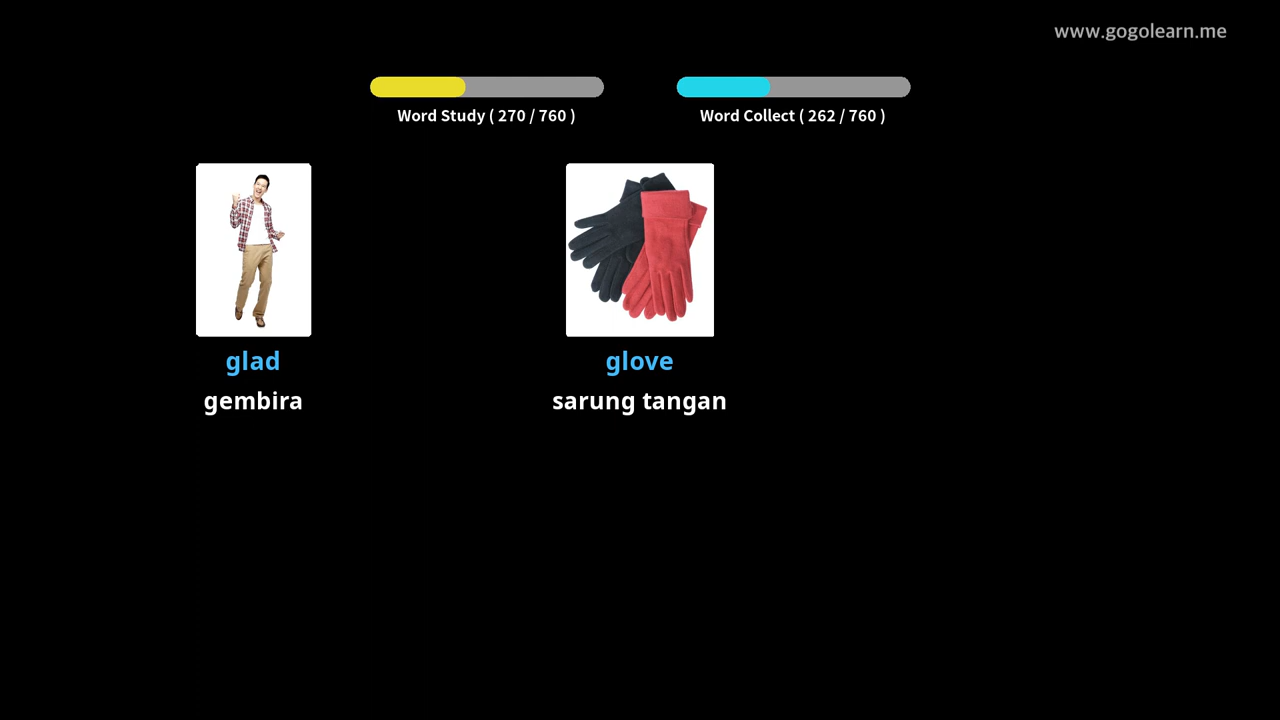 www.gogolearn.me
Word Study ( 270 / 760 )
Word Collect ( 262 / 760 )
glad
gembira
glove
sarung tangan